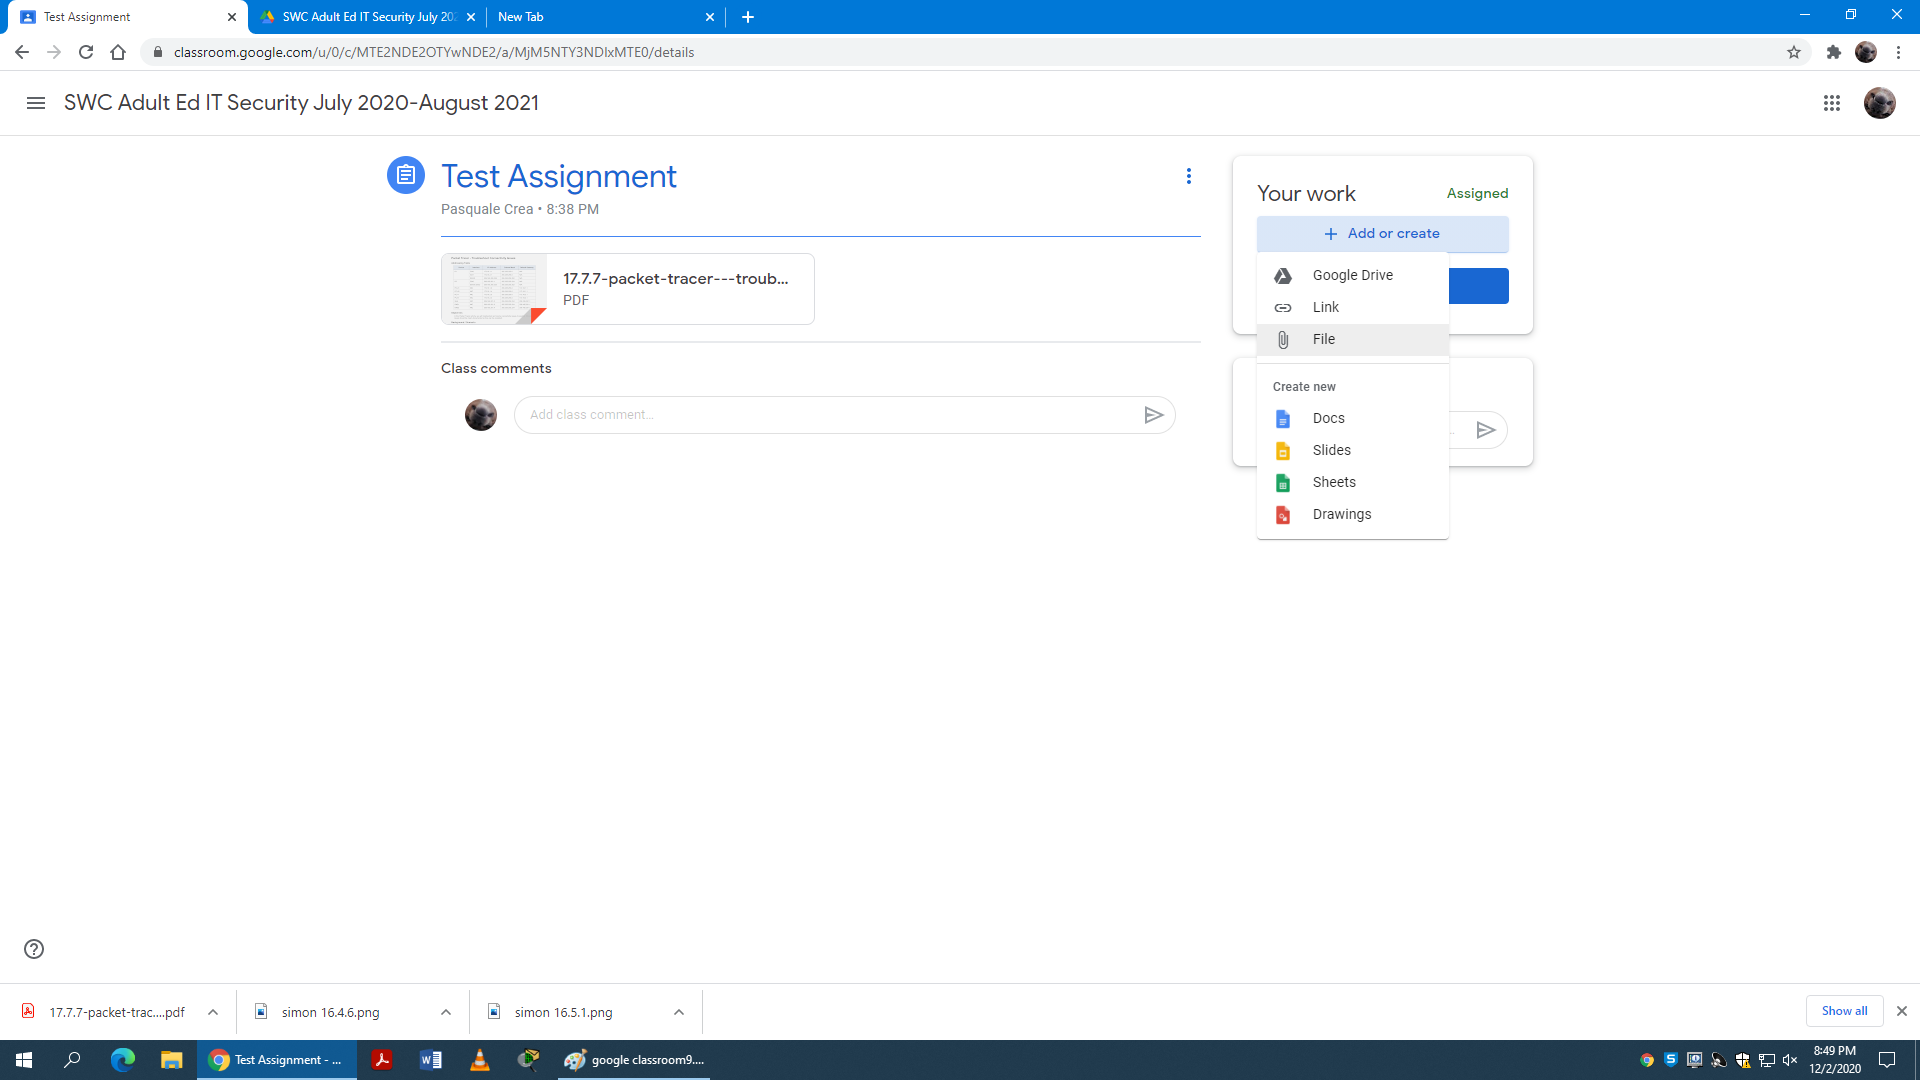 Test Assignment
SWC Adult Ed IT Security July 202
New Tab
classroom.google.com/u/0/c/MTE2NDE2OTYwNDE2/a/MjM5NTY3NDIxMTE0/details
SWC Adult Ed IT Security July 2020-August 2021
Test Assignment
Pasquale Crea • 8:38 PM
17.7.7-packet-tracer---troub...
PDF
Class comments
Add class comment...
Your work
Assigned
Add or create
Google Drive
Link
File
Create new
Docs
Slides
Sheets
Drawings
17.7.7-packet-trac....pdf
simon 16.4.6.png
simon 16.5.1.png
Show all
Test Assignment - ...
google classroom9....
8:49 PM
12/2/2020